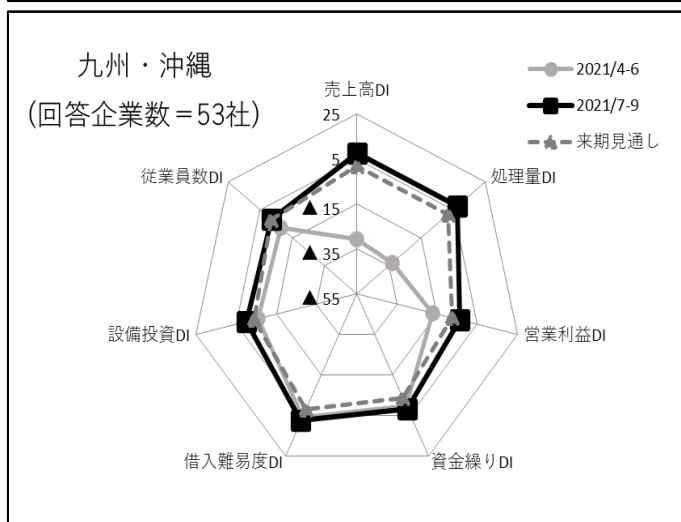 九州・沖縄
(回答企業数＝53社)
2021/4-6
2021/7-9
来期見通し
売上高DI
処理量DI
営業利益DI
資金繰りDI
借入難易度DI
設備投資DI
従業員数DI
25
5
▲ 15
▲ 35
▲ 55